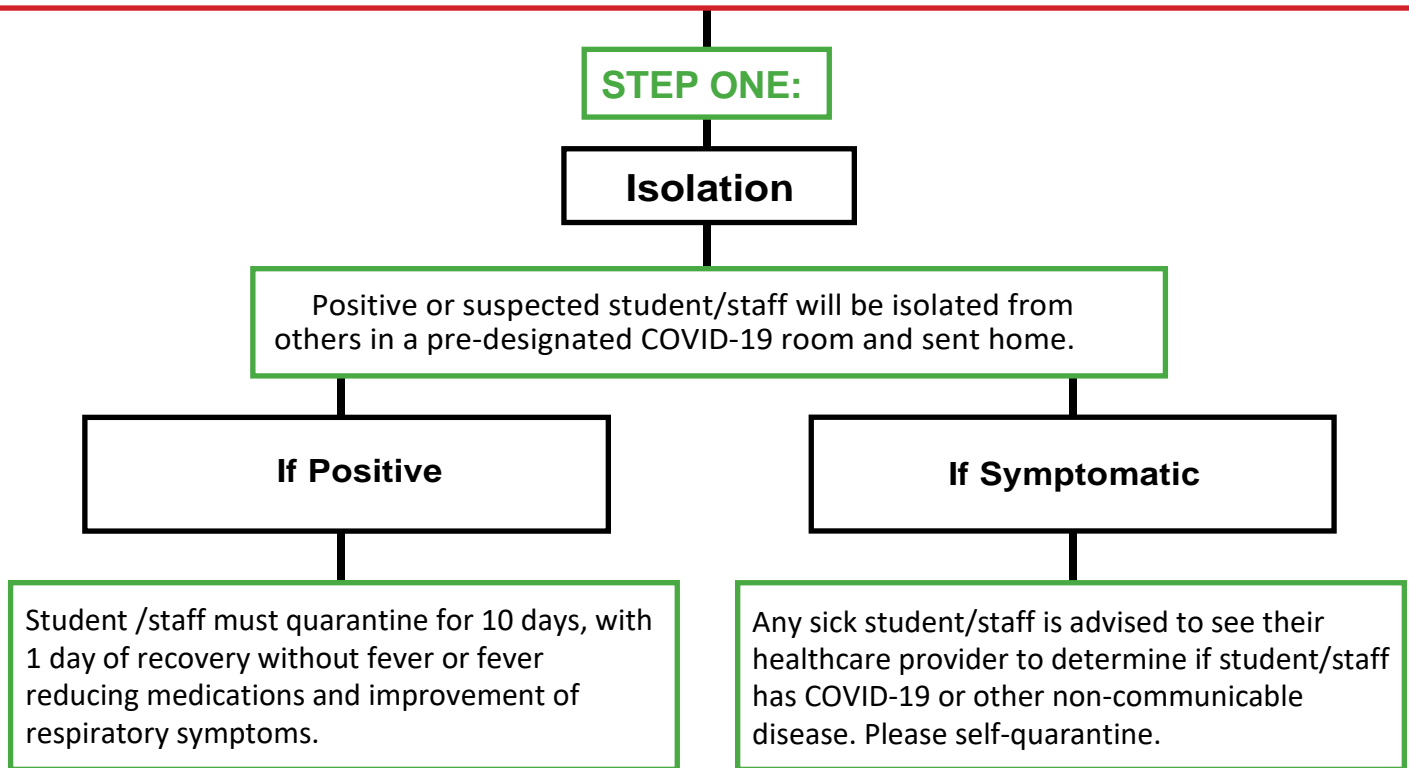 STEP ONE:
Isolation
Positive or suspected student/staff will be isolated from
others in a pre-designated COVID-19 room and sent home.
If Positive
If Symptomatic
Student /staff must quarantine for 10 days, with
1 day of recovery without fever or fever
reducing medications and improvement of
respiratory symptoms.
Any sick student/staff is advised to see their
healthcare provider to determine if student/staff
has COVID-19 or other non-communicable
disease. Please self-quarantine.